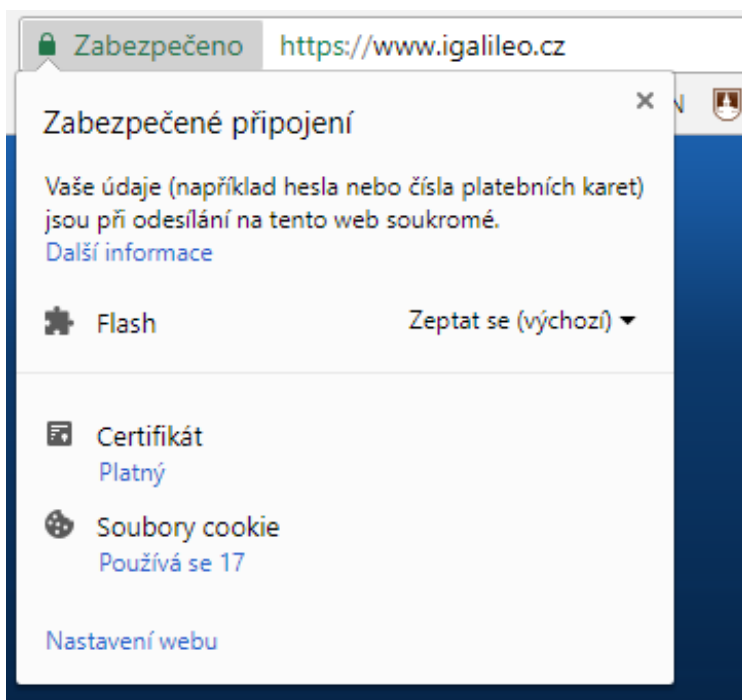 Zabezpečeno https://www.igalileo.cz
Zabezpečené připojení
Vaše údaje (například hesla nebo čísla platebních karet)
jsou při odesílání na tento web soukromé.
Další informace
Flash Zeptat se (výchozí)
Certifikát
Platný
Soubory cookie
Používá se 17
Nastavení webu